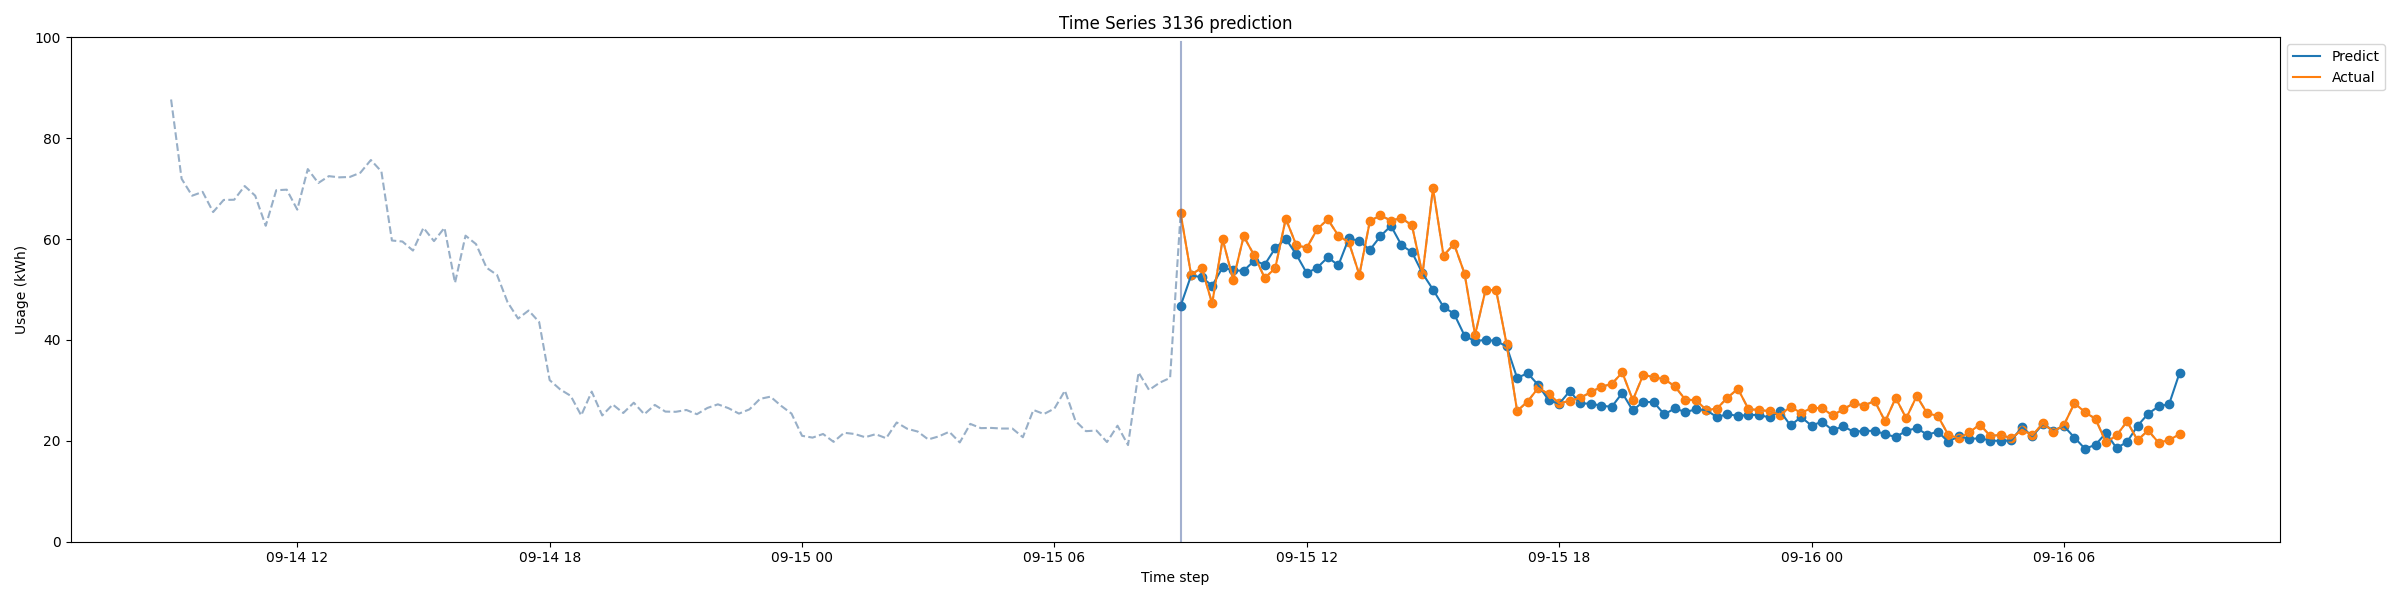 Time Series 3136 prediction
100
80
60
40
20
0
Usage (kWh)
Predict
Actual
09-14 12
09-14 18
09-15 00
09-15 06
09-15 12
09-15 18
09-16 00
09-16 06
Time step